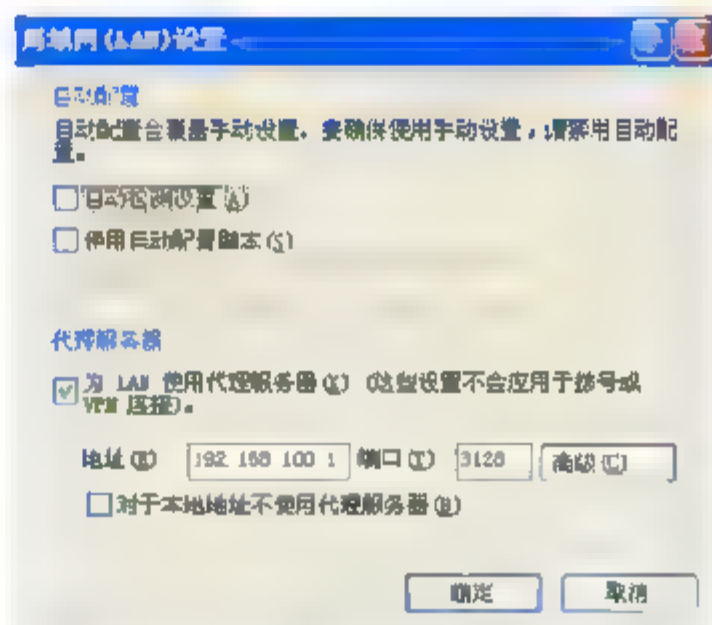 局域网(LAN)设置
自动配置
自动配置会覆盖手动设置。要确保使用手动设置，请禁用自动配
置。
自动检测设置(A)
使用自动配置脚本(S)
代理服务器
为 LAN 使用代理服务器(X) (这些设置不会应用于拨号或
VPN 连接)。
地址(E) 192 168 100 1 端口(T) 3128 高级(C)
对于本地地址不使用代理服务器(B)
确定 取消